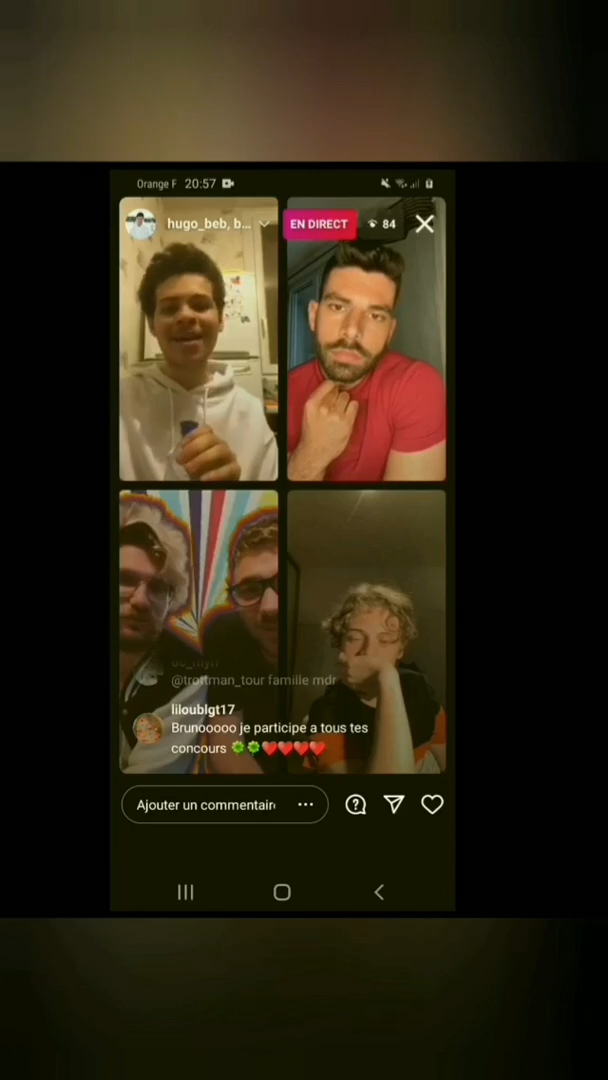 Orange F 20:57
hugo_beb, b... EN DIRECT 84
@trottman_tour famille mdr
liloublgt17
Brunooooo je participe a tous tes
concours 🍀🍀❤️❤️❤️❤️
Ajouter un commentair